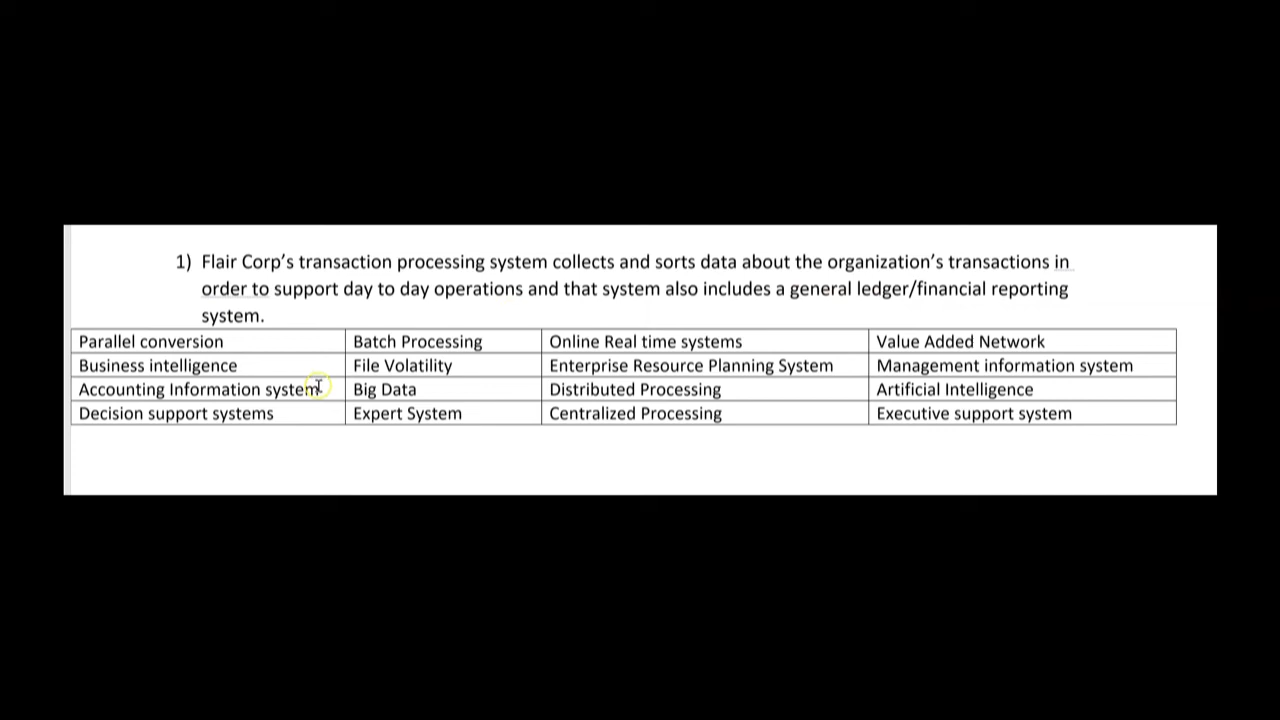 1) Flair Corp's transaction processing system collects and sorts data about the organization's transactions in
order to support day to day operations and that system also includes a general ledger/financial reporting
system.
Parallel conversion Batch Processing Online Real time systems Value Added Network
Business intelligence File Volatility Enterprise Resource Planning System Management information system
Accounting Information system Big Data Distributed Processing Artificial Intelligence
Decision support systems Expert System Centralized Processing Executive support system